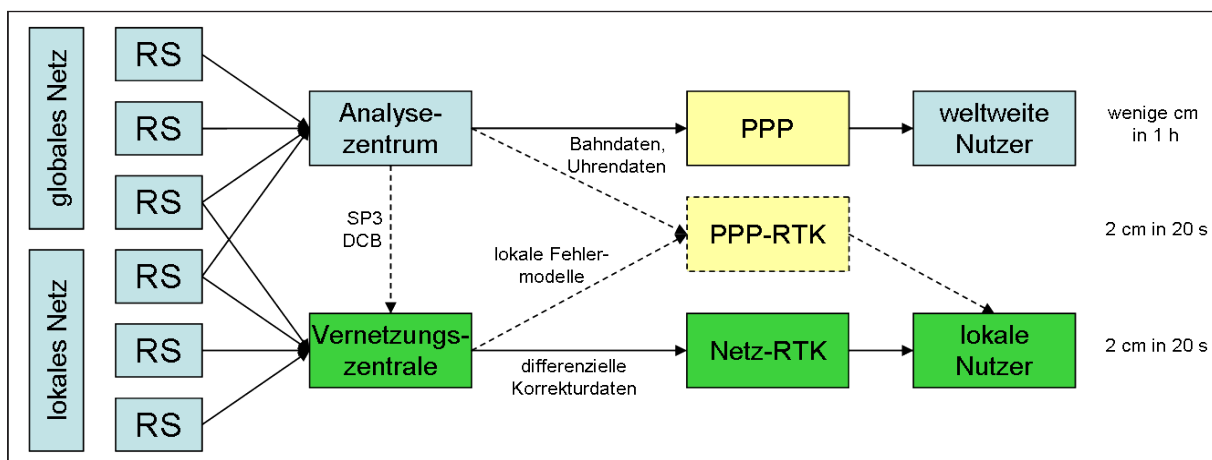 globales Netz
lokales Netz
RS
RS
RS
RS
RS
RS
Analyse-
zentrum
SP3
DCB
Vernetzungs-
zentrale
Bahndaten,
Uhrendaten
lokale Fehler-
modelle
differenzielle
Korrekturdaten
PPP
PPP-RTK
Netz-RTK
weltweite
Nutzer
lokale
Nutzer
wenige cm
in 1 h
2 cm in 20 s
2 cm in 20 s